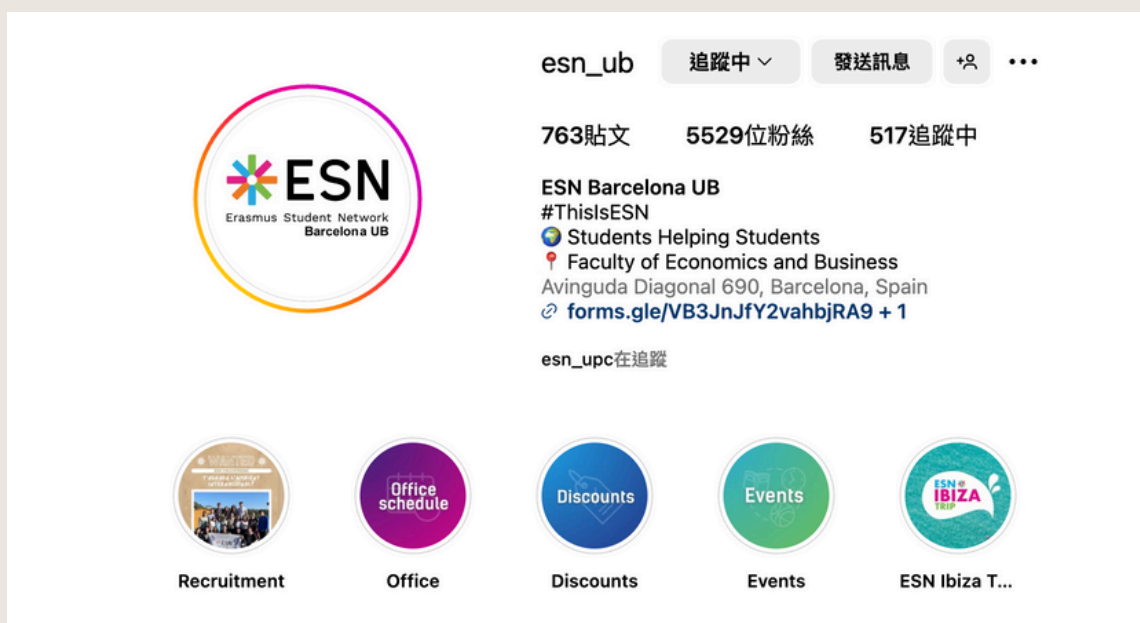 esn_ub 追蹤中 發送訊息
763貼文 5529位粉絲 517追蹤中
ESN
Erasmus Student Network
Barcelona UB
ESN Barcelona UB
#ThisIsESN
Students Helping Students
Faculty of Economics and Business
Avinguda Diagonal 690, Barcelona, Spain
forms.gle/VB3JnJfY2vahbjRA9 + 1
esn_upc在追蹤
WANTED
Office
schedule
Discounts
Events
ESN
IBIZA
TRIP
Recruitment
Office
Discounts
Events
ESN Ibiza T...